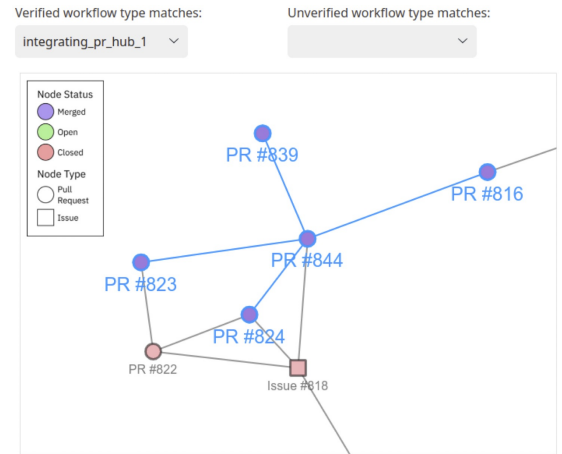 Verified workflow type matches:
Unverified workflow type matches:
integrating_pr_hub_1
Node Status
Merged
Open
Closed
Node Type
Pull
Request
Issue
PR #839
PR #816
PR #844
PR #823
PR #824
PR #822
Issue #818